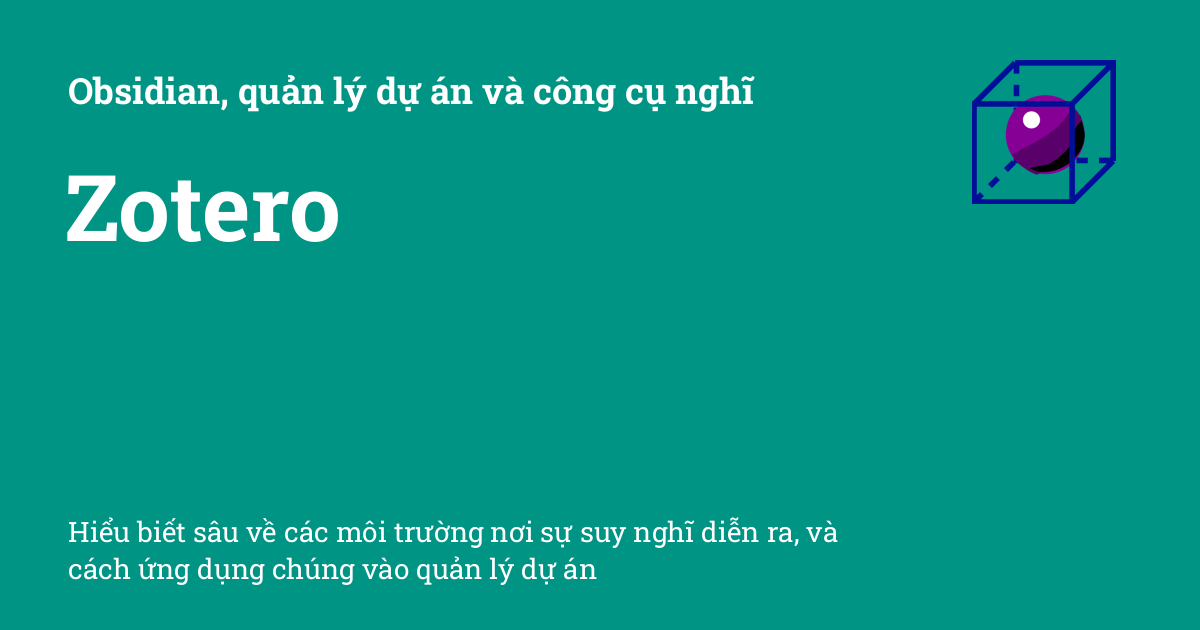 Obsidian, quản lý dự án và công cụ nghĩ
Zotero
Hiểu biết sâu về các môi trường nơi sự suy nghĩ diễn ra, và
cách ứng dụng chúng vào quản lý dự án